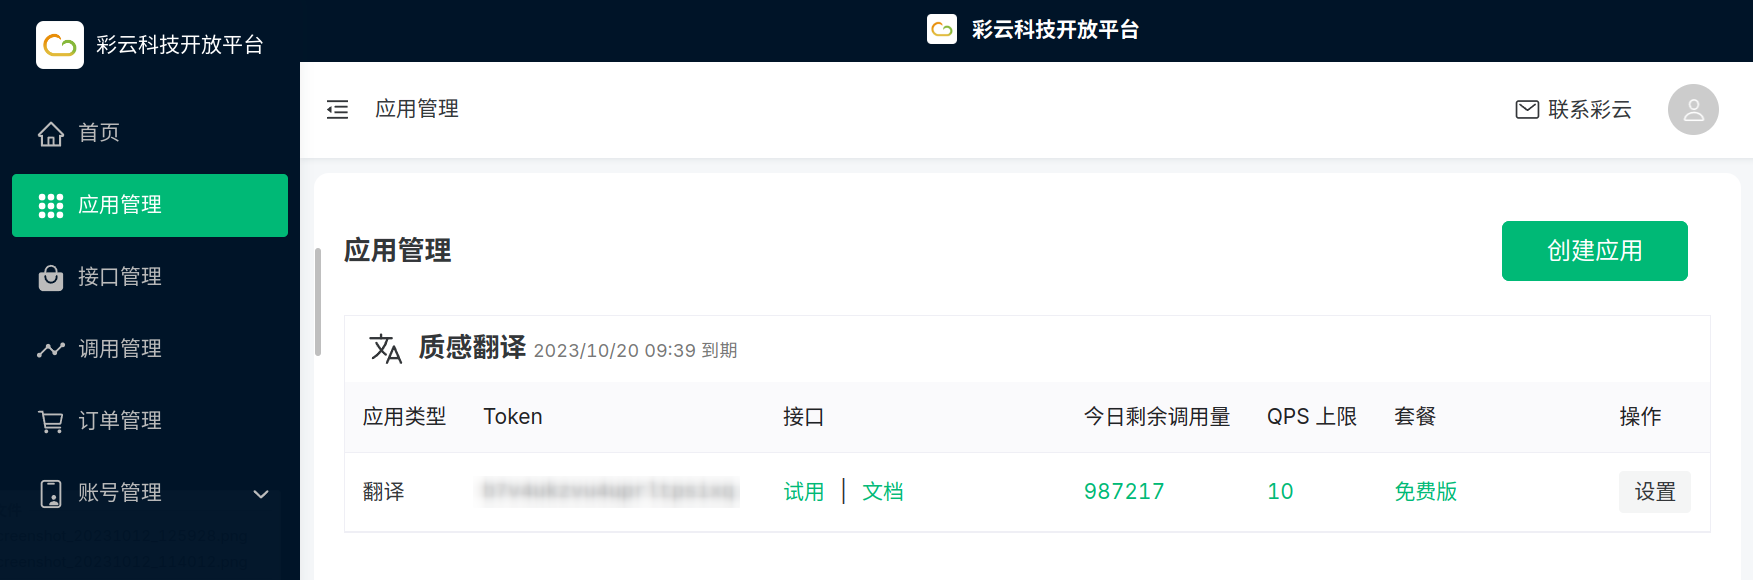 彩云科技开放平台
彩云科技开放平台
首页
应用管理
接口管理
调用管理
订单管理
账号管理
应用管理
联系彩云
应用管理
创建应用
质感翻译 2023/10/20 09:39 到期
应用类型 Token 接口 今日剩余调用量 QPS 上限 套餐 操作
翻译 试用 | 文档 987217 10 免费版 设置